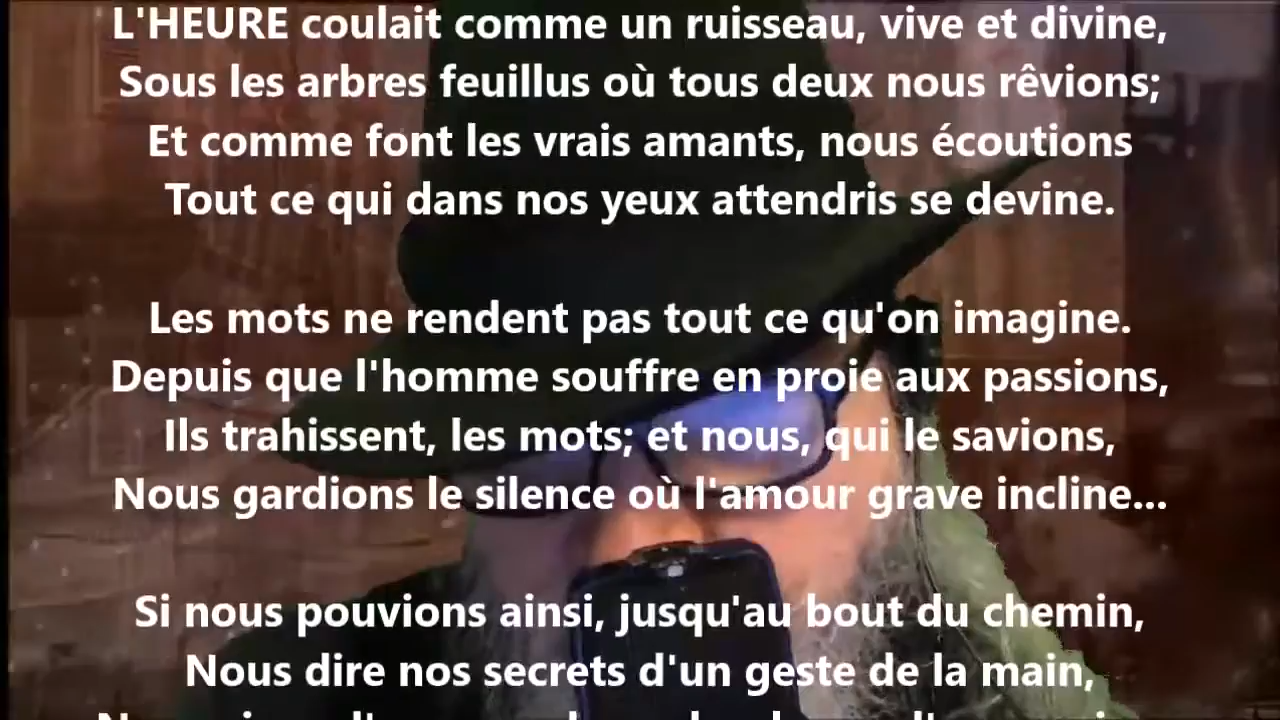 L'HEURE coulait comme un ruisseau, vive et divine,
Sous les arbres feuillus où tous deux nous rêvions;
Et comme font les vrais amants, nous écoutions
Tout ce qui dans nos yeux attendris se devine.
Les mots ne rendent pas tout ce qu'on imagine.
Depuis que l'homme souffre en proie aux passions,
Ils trahissent, les mots; et nous, qui le savions,
Nous gardions le silence où l'amour grave incline...
Si nous pouvions ainsi, jusqu'au bout du chemin,
Nous dire nos secrets d'un geste de la main,